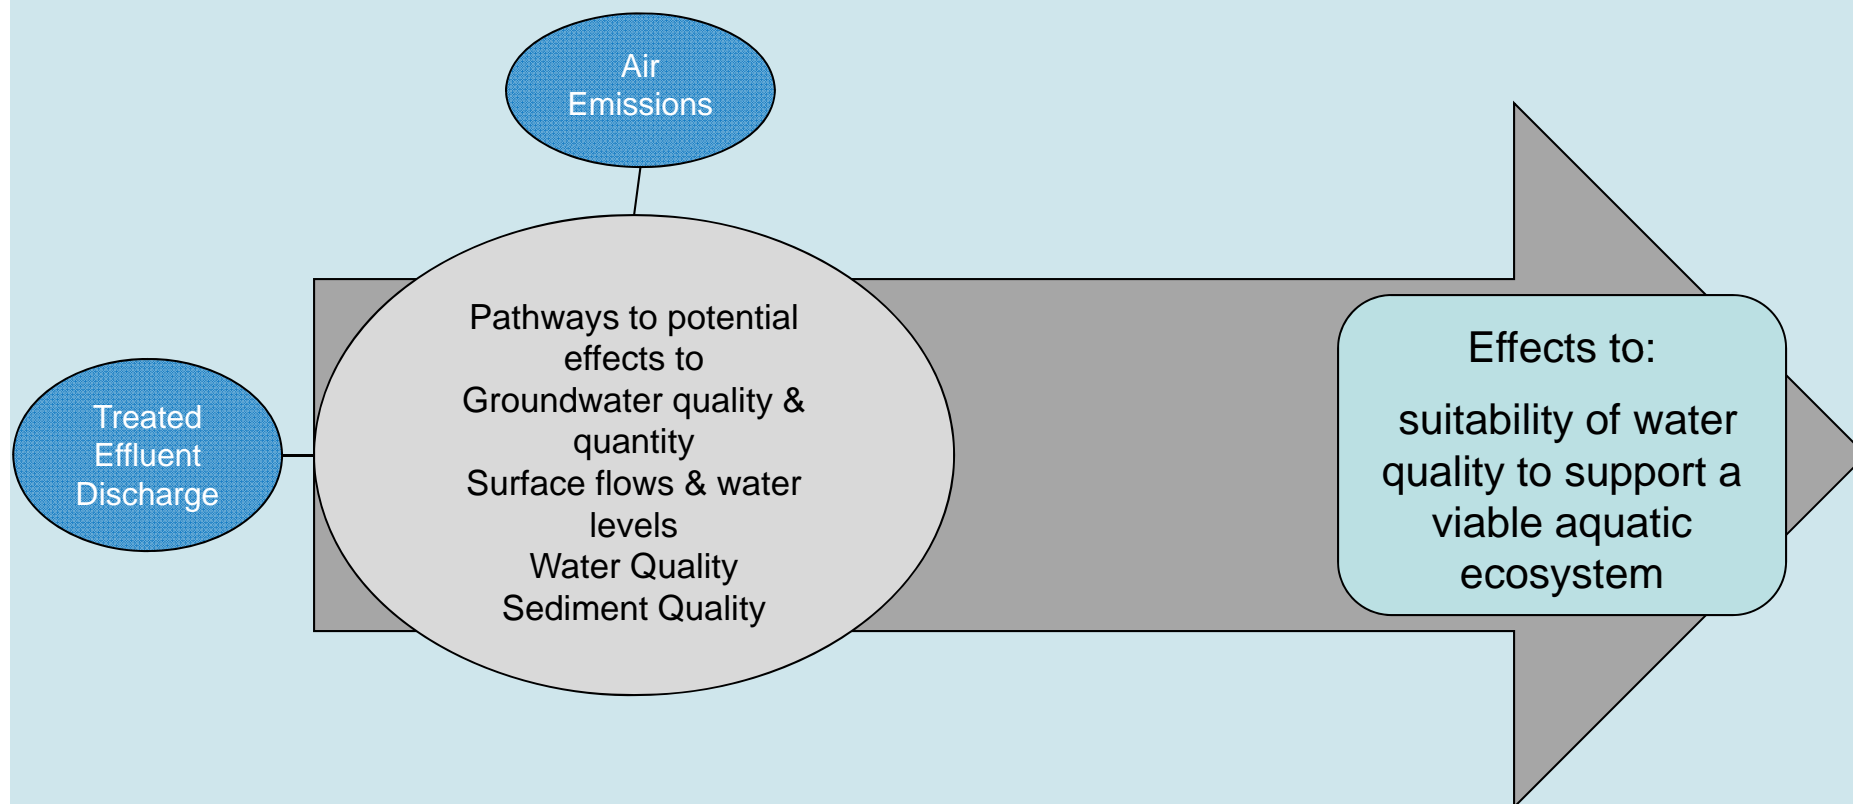 Air
Emissions
Treated
Effluent
Discharge
Pathways to potential
effects to
Groundwater quality &
quantity
Surface flows & water
levels
Water Quality
Sediment Quality
Effects to:
suitability of water
quality to support a
viable aquatic
ecosystem